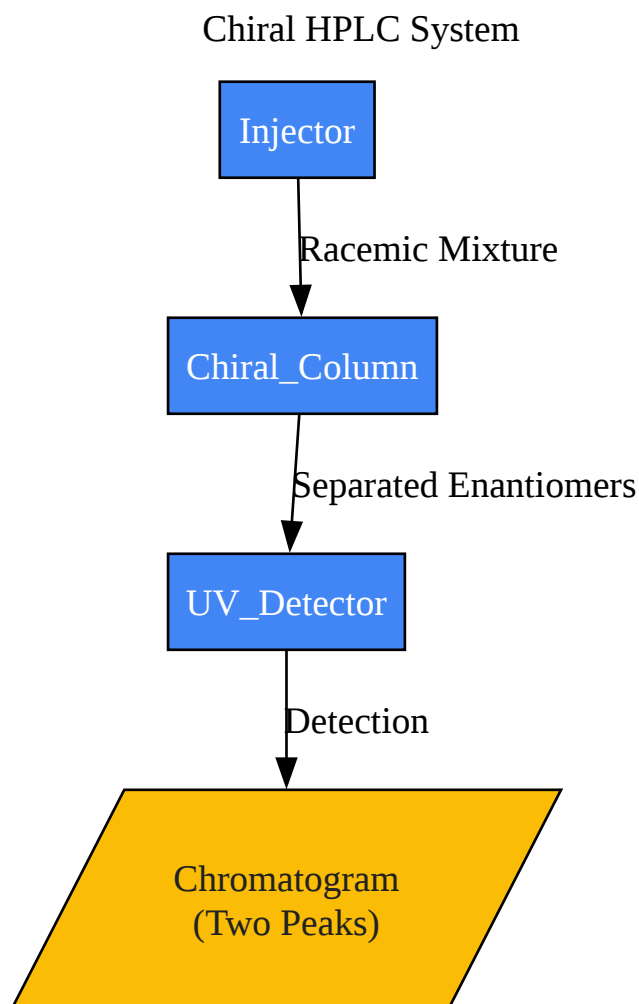 Chiral HPLC System
Injector
Racemic Mixture
Chiral_Column
Separated Enantiomers
UV_Detector
Detection
Chromatogram
(Two Peaks)